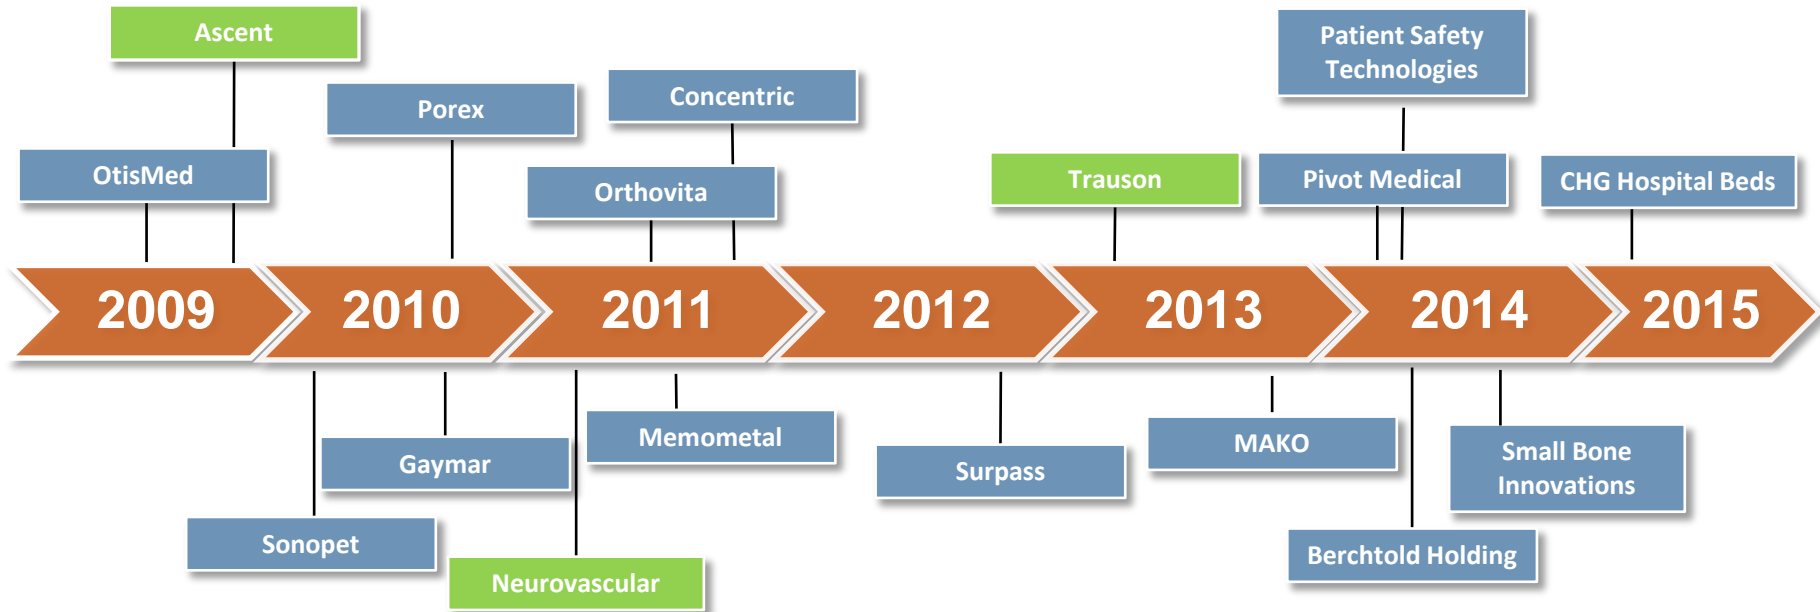 Ascent
Patient Safety
Technologies
Concentric
Porex
OtisMed
Orthovita
Trauson
Pivot Medical
CHG Hospital Beds
2009
2010
2011
2012
2013
2014
2015
Memometal
MAKO
Small Bone
Innovations
Gaymar
Surpass
Sonopet
Berchtold Holding
Neurovascular